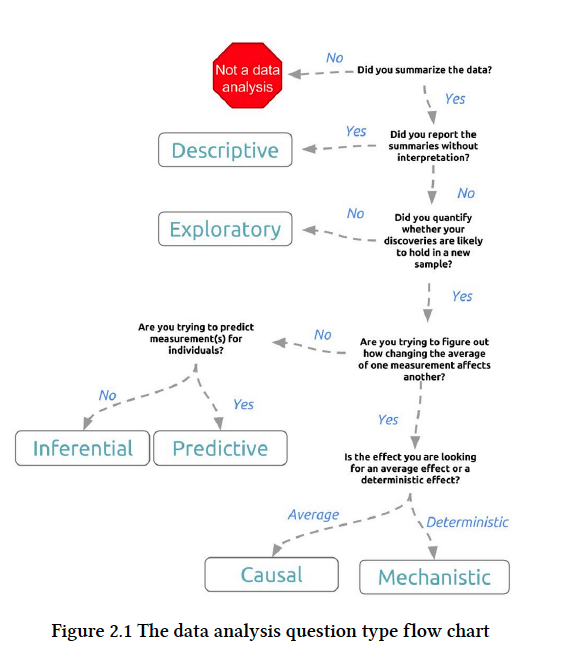 No
Not a data
analysis
Did you summarize the data?
Yes
Yes
Did you report the
summaries without
interpretation?
Descriptive
No
No
Did you quantify
whether your
discoveries are likely
to hold in a new
sample?
Exploratory
Yes
Are you trying to predict
measurement(s) for
individuals?
No
Are you trying to figure out
how changing the average
of one measurement affects
another?
No
Yes
Yes
Inferential
Predictive
Is the effect you are looking
for an average effect or a
deterministic effect?
Average
Deterministic
Causal
Mechanistic
Figure 2.1 The data analysis question type flow chart